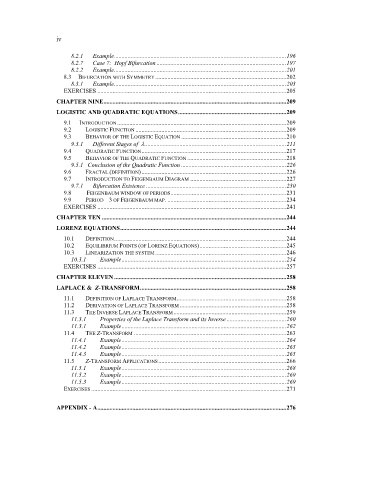 iv
8.2.1 Example 196
8.2.7 Case 7: Hopf Bifurcation 197
8.2.2 Example 201
8.3 BIFURCATION WITH SYMMETRY 202
8.3.1 Example 203
EXERCISES 205
CHAPTER NINE 209
LOGISTIC AND QUADRATIC EQUATIONS 209
9.1 INTRODUCTION 209
9.2 LOGISTIC FUNCTION 209
9.3 BEHAVIOR OF THE LOGISTIC EQUATION 210
9.3.1 Different Stages of λ 211
9.4 QUADRATIC FUNCTION 217
9.5 BEHAVIOR OF THE QUADRATIC FUNCTION 218
9.5.1 Conclusion of the Quadratic Function 226
9.6 FRACTAL (DEFINITION) 226
9.7 INTRODUCTION TO FEIGENBAUM DIAGRAM 227
9.7.1 Bifurcation Existence 230
9.8 FEIGENBAUM WINDOW OF PERIODS 231
9.9 PERIOD – 3 OF FEIGENBAUM MAP 234
EXERCISES 241
CHAPTER TEN 244
LORENZ EQUATIONS 244
10.1 DEFINITION 244
10.2 EQUILIBRIUM POINTS (OF LORENZ EQUATIONS) 245
10.3 LINEARIZATION THE SYSTEM 246
10.3.1 Example 254
EXERCISES 257
CHAPTER ELEVEN 258
LAPLACE & Z-TRANSFORM 258
11.1 DEFINITION OF LAPLACE TRANSFORM 258
11.2 DERIVATION OF LAPLACE TRANSFORM 258
11.3 THE INVERSE LAPLACE TRANSFORM 259
11.3.1 Properties of the Laplace Transform and its Inverse 260
11.3.1 Example 262
11.4 THE Z-TRANSFORM 263
11.4.1 Example 264
11.4.2 Example 265
11.4.3 Example 265
11.5 Z-TRANSFORM APPLICATIONS 266
11.5.1 Example 268
11.5.2 Example 269
11.5.3 Example 269
EXERCISES 271
APPENDIX - A 276